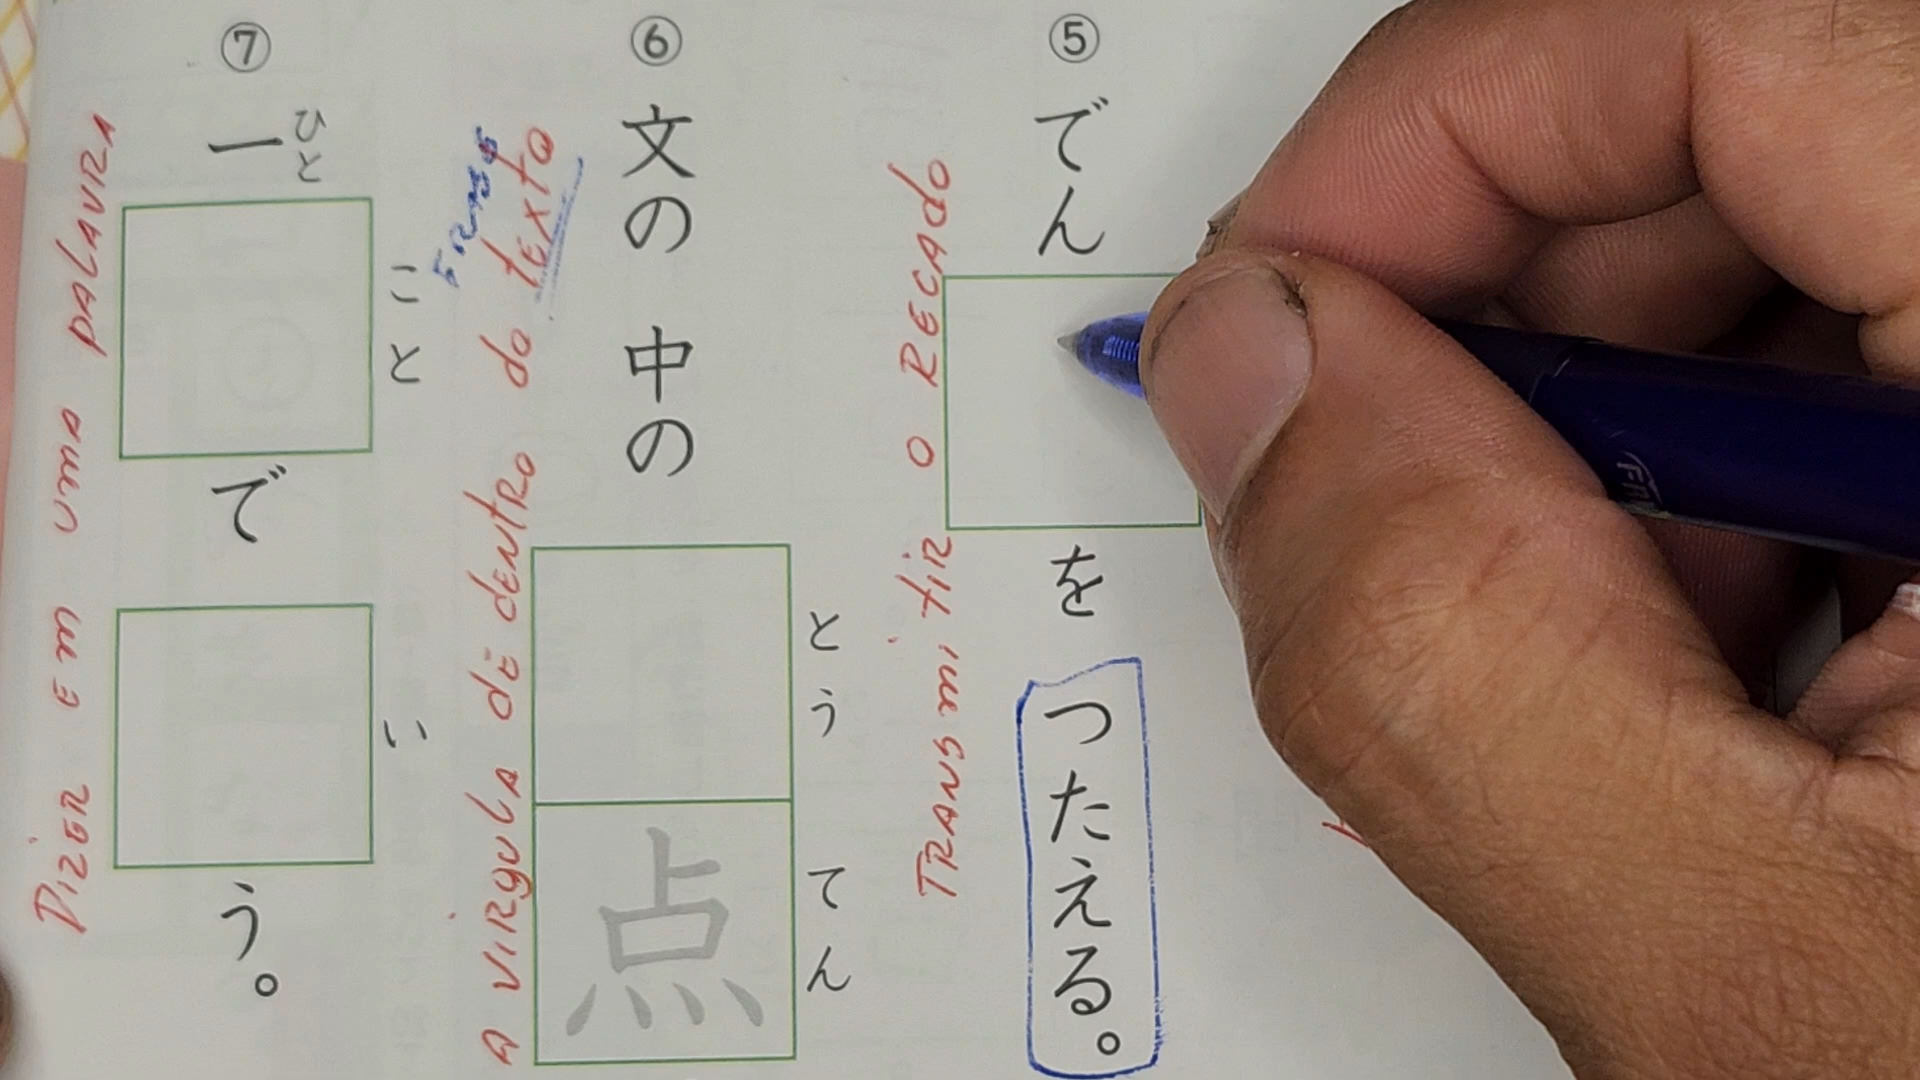 ⑤ でん□をつたえる。
TRANSmitir o RECAdo
⑥ 文の 中の□点
とう てん
FRASE
A VIRgulA dE dENtRO do tExto
⑦ 一□で□う。
ひと こと い
DIZER Em umA pAlAVRA